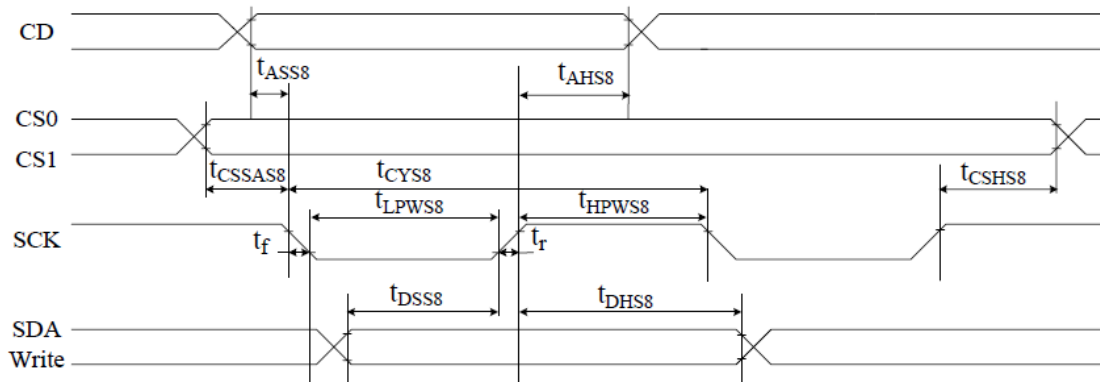 CD
tASS8
tAHS8
CS0
CS1
tCSSAS8
tCYS8
tCSHS8
tLPWS8
tHPWS8
SCK
tf
tr
tDSS8
tDHS8
SDA
Write